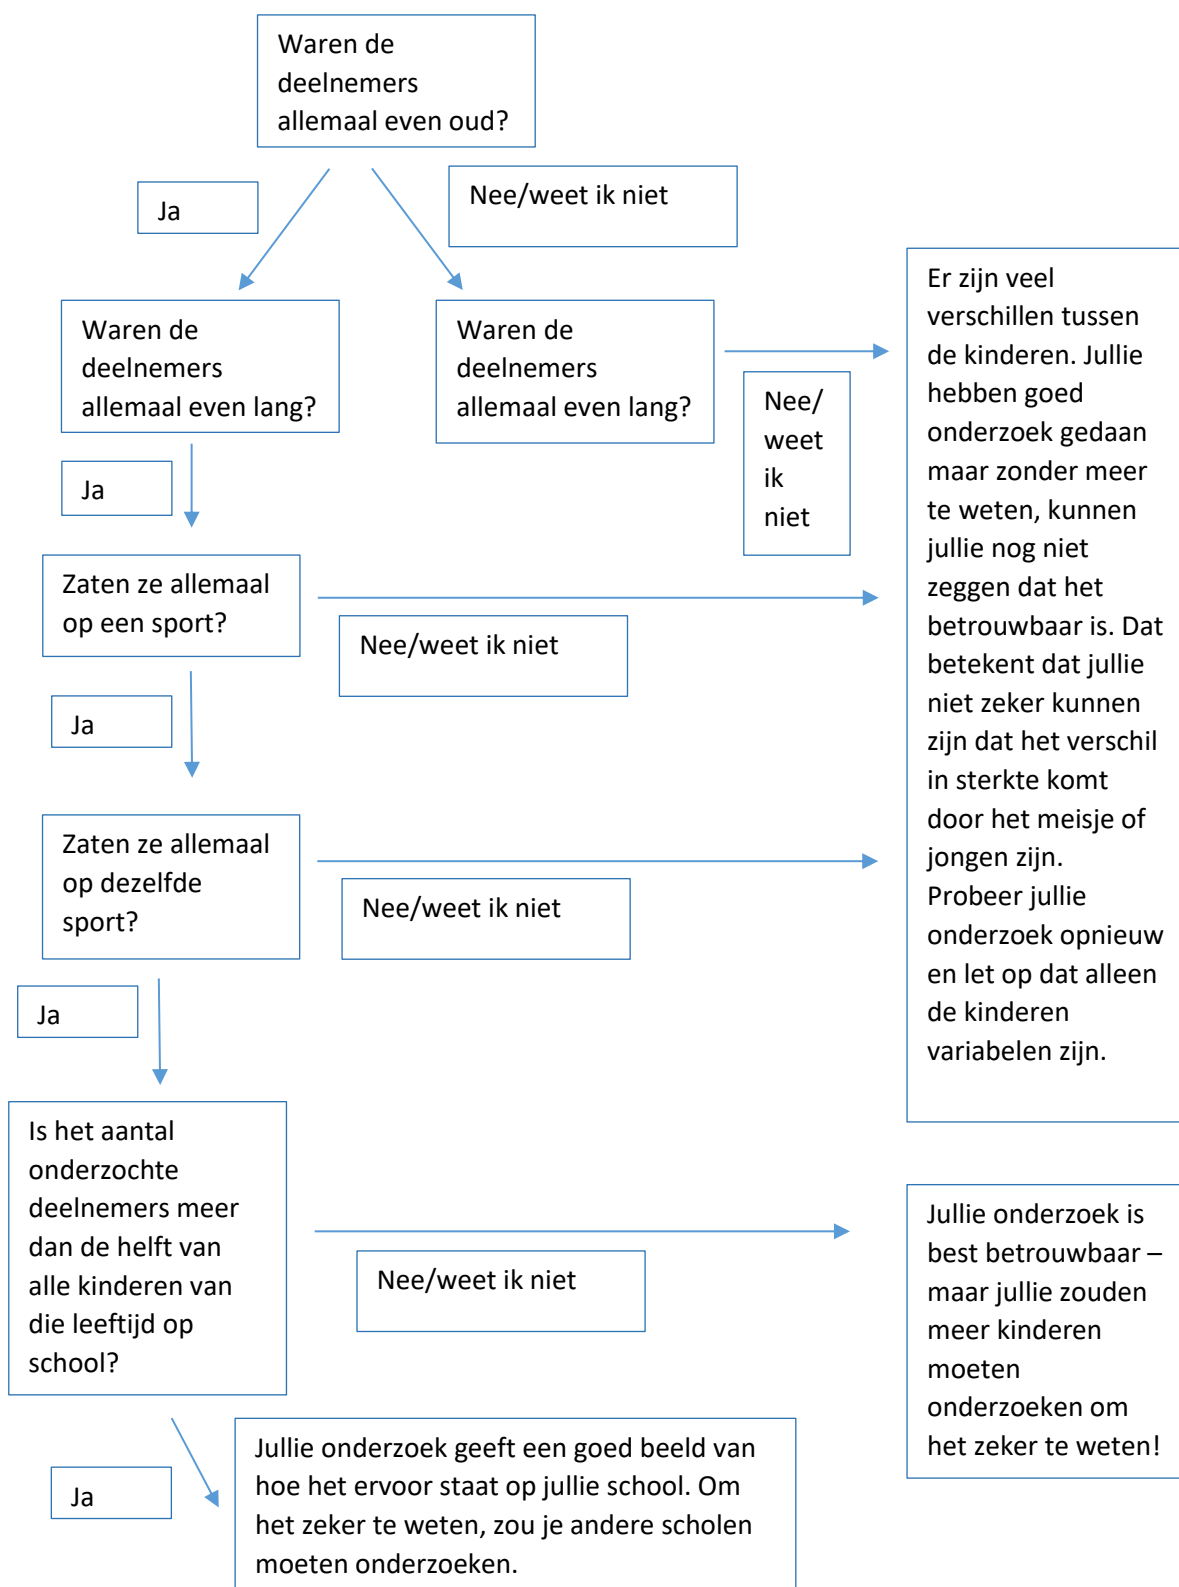 Waren de
deelnemers
allemaal even oud?
Ja
Nee/weet ik niet
Waren de
deelnemers
allemaal even lang?
Waren de
deelnemers
allemaal even lang?
Nee/
weet
ik
niet
Er zijn veel
verschillen tussen
de kinderen. Jullie
hebben goed
onderzoek gedaan
maar zonder meer
te weten, kunnen
jullie nog niet
zeggen dat het
betrouwbaar is. Dat
betekent dat jullie
niet zeker kunnen
zijn dat het verschil
in sterkte komt
door het meisje of
jongen zijn.
Probeer jullie
onderzoek opnieuw
en let op dat alleen
de kinderen
variabelen zijn.
Ja
Zaten ze allemaal
op een sport?
Nee/weet ik niet
Ja
Zaten ze allemaal
op dezelfde
sport?
Nee/weet ik niet
Ja
Is het aantal
onderzochte
deelnemers meer
dan de helft van
alle kinderen van
die leeftijd op
school?
Nee/weet ik niet
Jullie onderzoek is
best betrouwbaar –
maar jullie zouden
meer kinderen
moeten
onderzoeken om
het zeker te weten!
Ja
Jullie onderzoek geeft een goed beeld van
hoe het ervoor staat op jullie school. Om
het zeker te weten, zou je andere scholen
moeten onderzoeken.